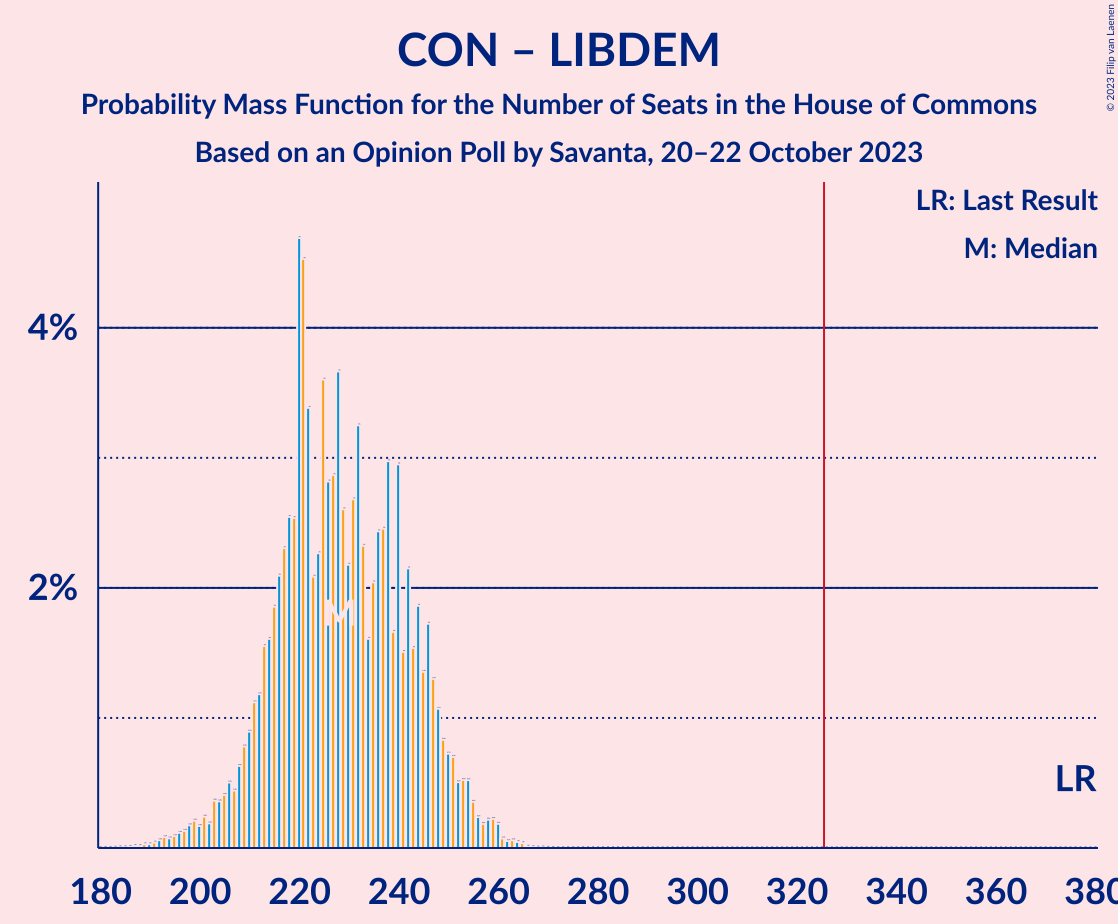 CON – LIBDEM
Probability Mass Function for the Number of Seats in the House of Commons
Based on an Opinion Poll by Savanta, 20–22 October 2023
© 2023 Filip van Laenen
LR: Last Result
M: Median
4%
2%
M
LR
180 200 220 240 260 280 300 320 340 360 380